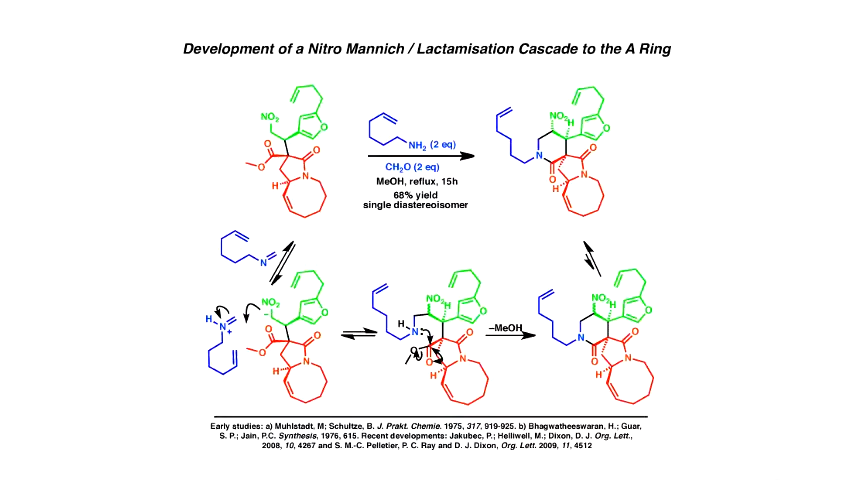 Development of a Nitro Mannich / Lactamisation Cascade to the A Ring
NO2
O
O
O
O
N
H
NH2 (2 eq)
CH2O (2 eq)
MeOH, reflux, 15h
68% yield
single diastereoisomer
NO2
H
O
N
O
N
O
H
N
H
N
+
NO2
–
O
O
O
O
N
H
NO2
H
O
H
N
:
O
O
O
N
H
–MeOH
NO2
H
O
N
O
O
N
H
Early studies: a) Muhlstadt, M; Schultze, B. J. Prakt. Chemie. 1975, 317, 919-925. b) Bhagwatheeswaran, H.; Guar,
S. P.; Jain, P.C. Synthesis, 1976, 615. Recent developments: Jakubec, P.; Helliwell, M.; Dixon, D. J. Org. Lett.,
2008, 10, 4267 and S. M.-C. Pelletier, P. C. Ray and D. J. Dixon, Org. Lett. 2009, 11, 4512